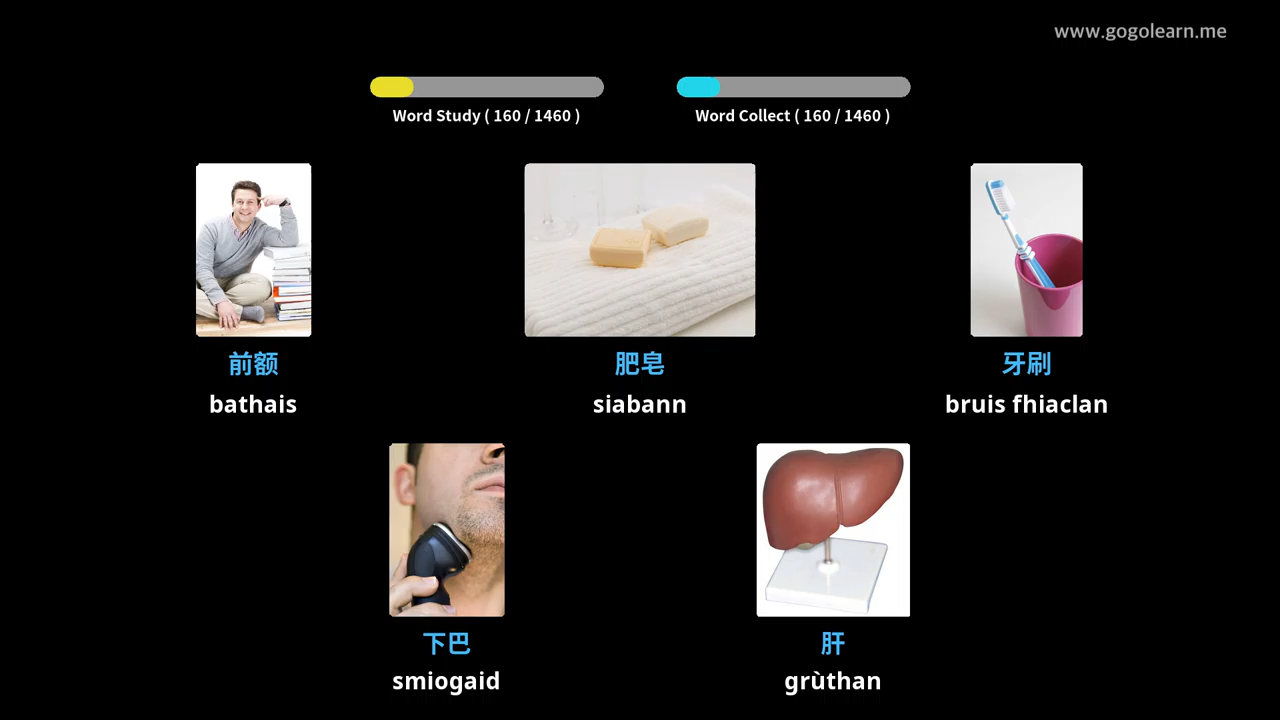 www.gogolearn.me
Word Study ( 160 / 1460 )
Word Collect ( 160 / 1460 )
前额
肥皂
牙刷
bathais
siabann
bruis fhiaclan
下巴
肝
smiogaid
grùthan